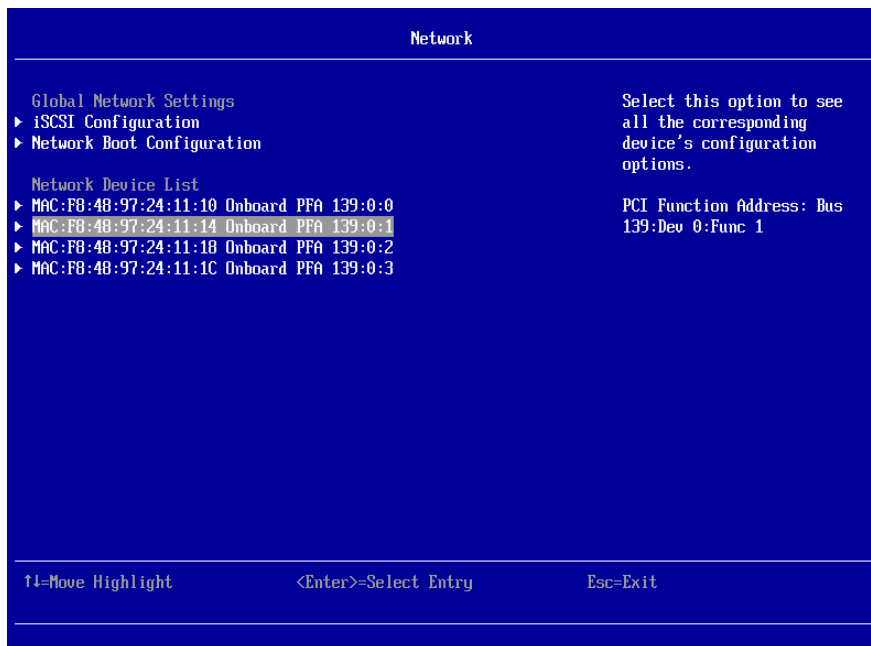 Network
Global Network Settings
▶ iSCSI Configuration
▶ Network Boot Configuration
Network Device List
▶ MAC:F8:48:97:24:11:10 Onboard PFA 139:0:0
▶ MAC:F8:48:97:24:11:14 Onboard PFA 139:0:1
▶ MAC:F8:48:97:24:11:18 Onboard PFA 139:0:2
▶ MAC:F8:48:97:24:11:1C Onboard PFA 139:0:3
Select this option to see
all the corresponding
device's configuration
options.
PCI Function Address: Bus
139:Dev 0:Func 1
↑↓=Move Highlight <Enter>=Select Entry Esc=Exit